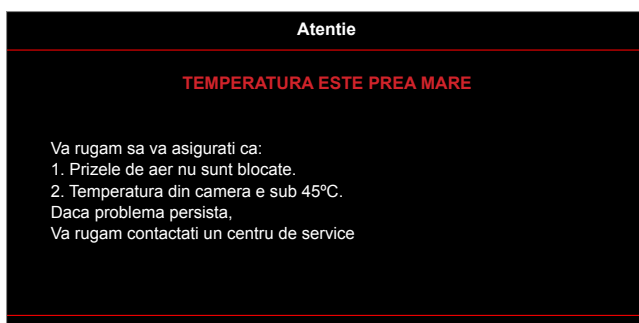 Atentie
TEMPERATURA ESTE PREA MARE
Va rugam sa va asigurati ca:
1. Prizele de aer nu sunt blocate.
2. Temperatura din camera e sub 45ºC.
Daca problema persista,
Va rugam contactati un centru de service